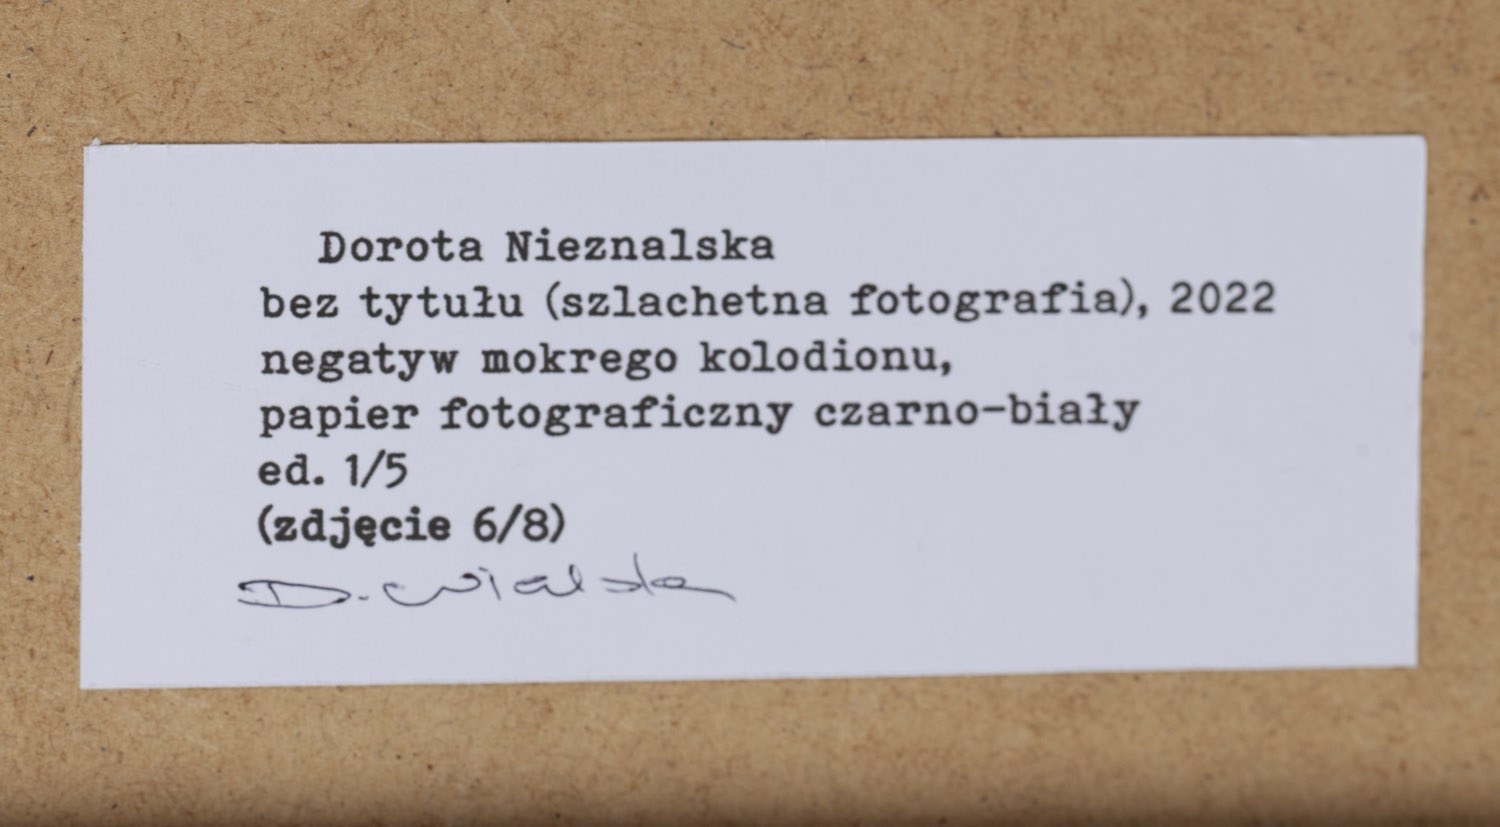 Dorota Nieznalska
bez tytułu (szlachetna fotografia), 2022
negatyw mokrego kolodionu,
papier fotograficzny czarno-biały
ed. 1/5
(zdjęcie 6/8)
D.